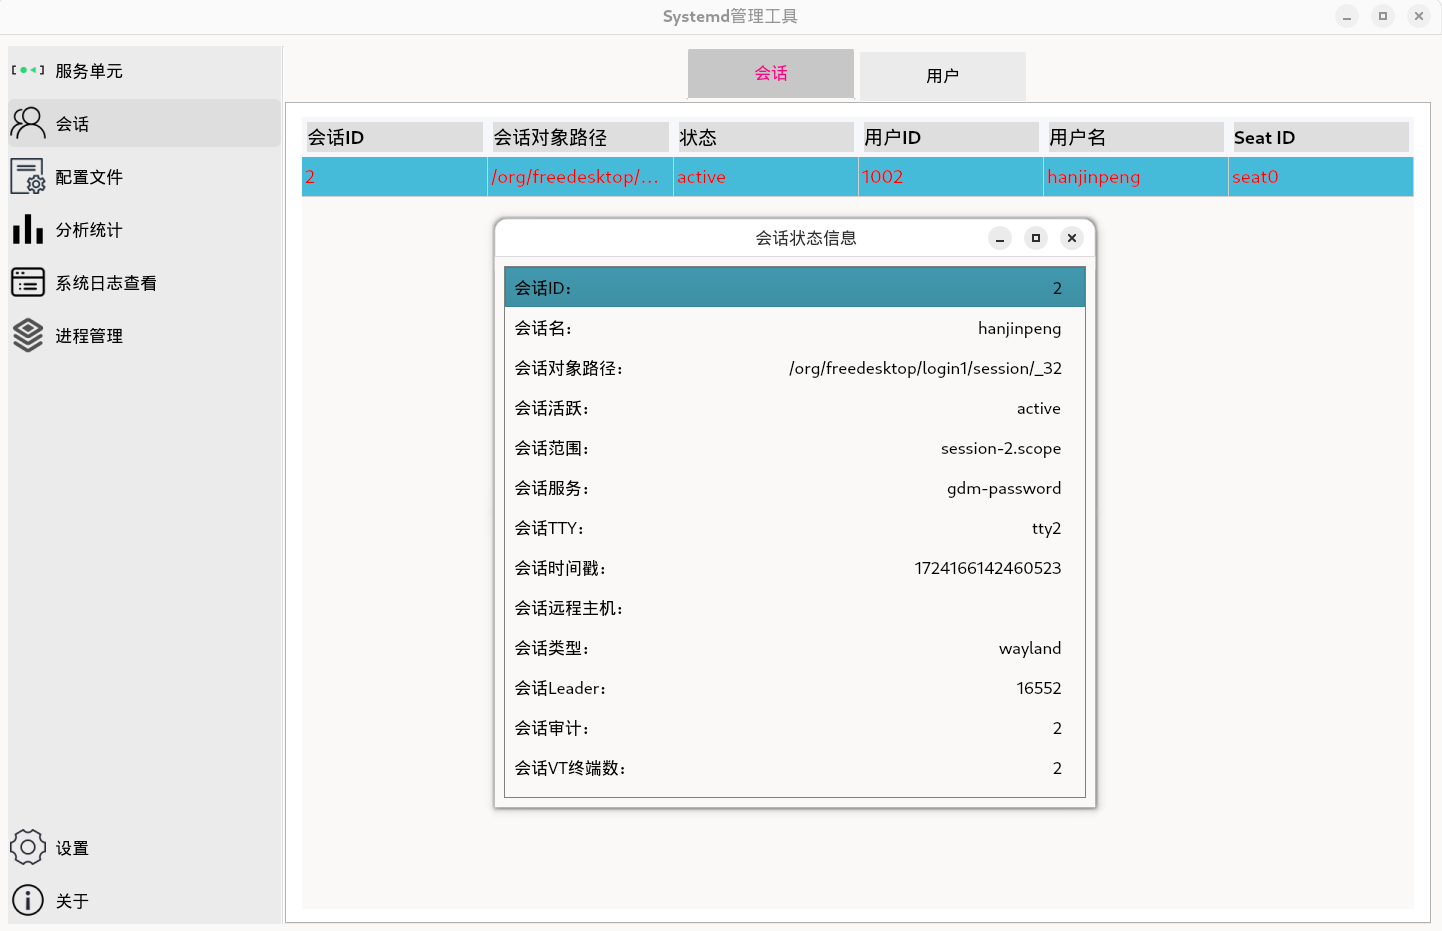 Systemd管理工具
服务单元
会话
配置文件
分析统计
系统日志查看
进程管理
设置
关于
会话
用户
会话ID 会话对象路径 状态 用户ID 用户名 Seat ID
2 /org/freedesktop/... active 1002 hanjinpeng seat0
会话状态信息
会话ID： 2
会话名： hanjinpeng
会话对象路径： /org/freedesktop/login1/session/_32
会话活跃： active
会话范围： session-2.scope
会话服务： gdm-password
会话TTY： tty2
会话时间戳： 1724166142460523
会话远程主机：
会话类型： wayland
会话Leader： 16552
会话审计： 2
会话VT终端数： 2